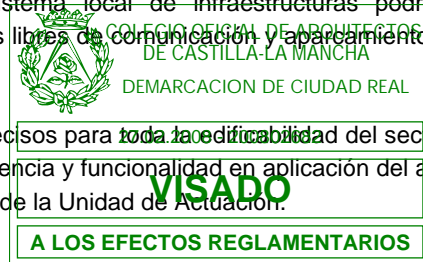 istema local de infraestructuras podr
s libres de comunicación y aparcamiento
COLEGIO OFICIAL DE ARQUITECTOS
DE CASTILLA-LA MANCHA
DEMARCACION DE CIUDAD REAL
ecisos para toda la edificabilidad del sec
encia y funcionalidad en aplicación del a
VISADO
de la Unidad de Actuación.
A LOS EFECTOS REGLAMENTARIOS